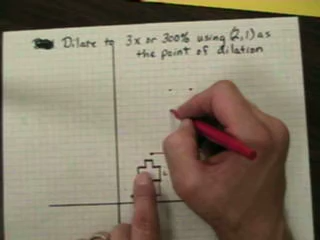 Dilate to 3x or 300% using (2,1) as
the point of dilation